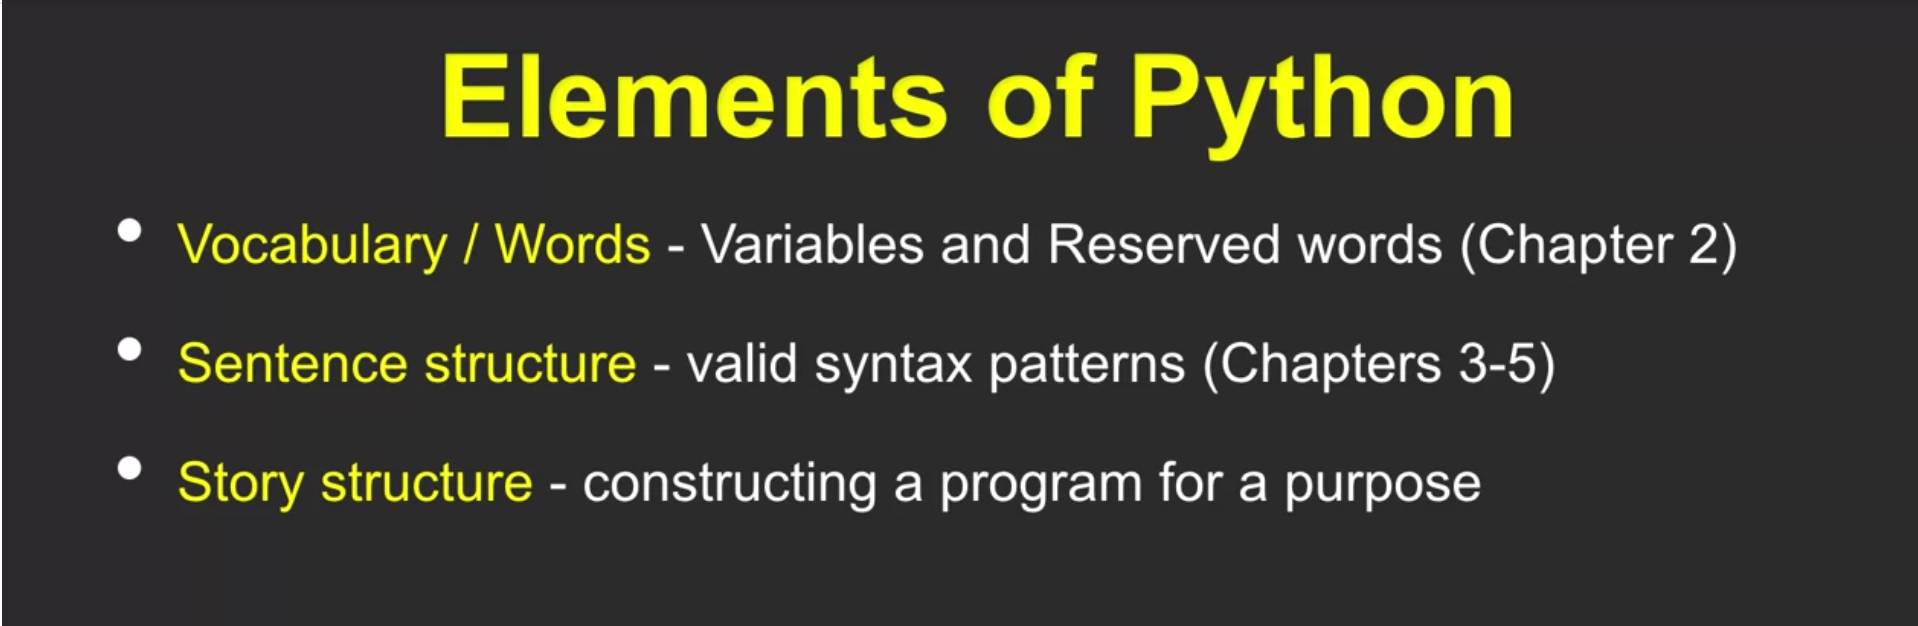 Elements of Python
• Vocabulary / Words - Variables and Reserved words (Chapter 2)
• Sentence structure - valid syntax patterns (Chapters 3-5)
• Story structure - constructing a program for a purpose